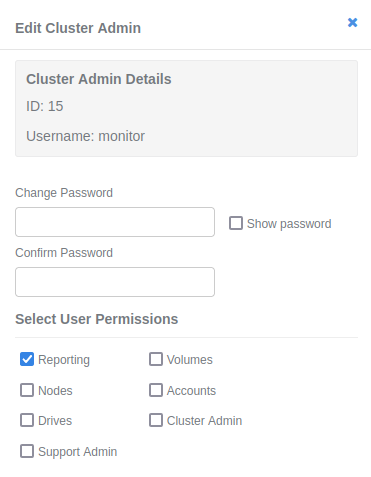 Edit Cluster Admin
Cluster Admin Details
ID: 15
Username: monitor
Change Password
Show password
Confirm Password
Select User Permissions
Reporting Volumes
Nodes Accounts
Drives Cluster Admin
Support Admin